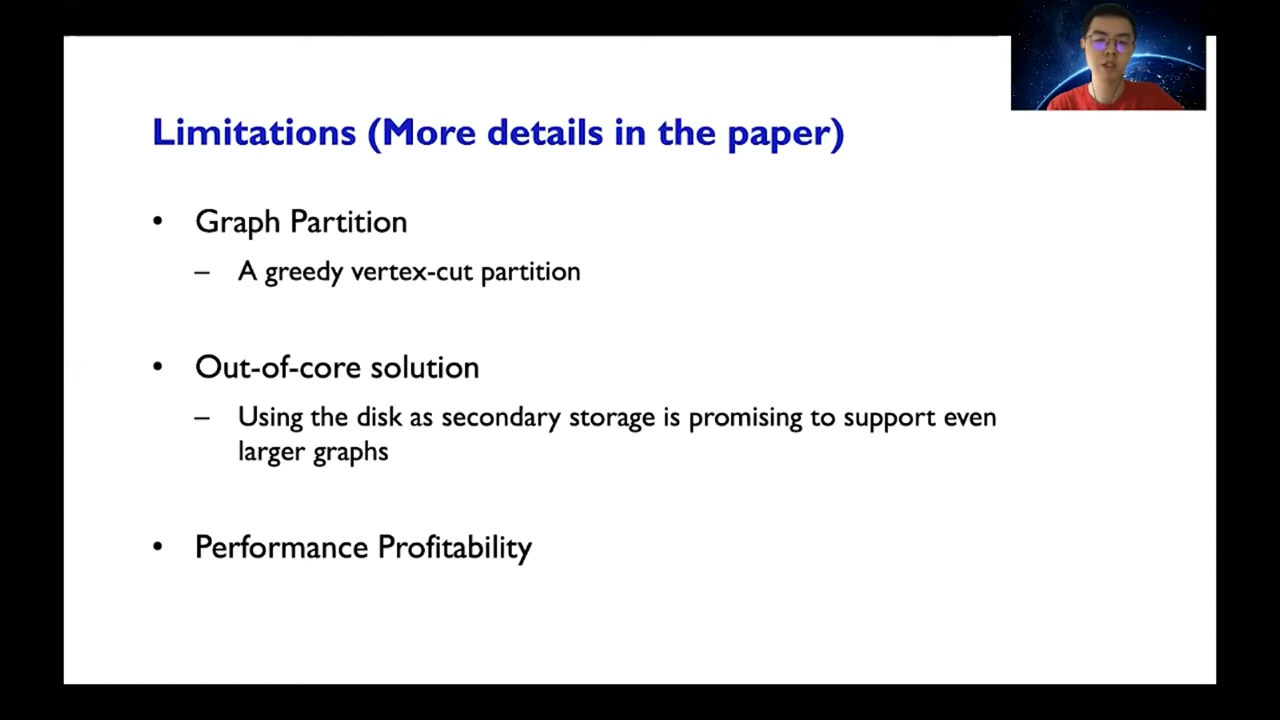 Limitations (More details in the paper)
• Graph Partition
– A greedy vertex-cut partition
• Out-of-core solution
– Using the disk as secondary storage is promising to support even
larger graphs
• Performance Profitability